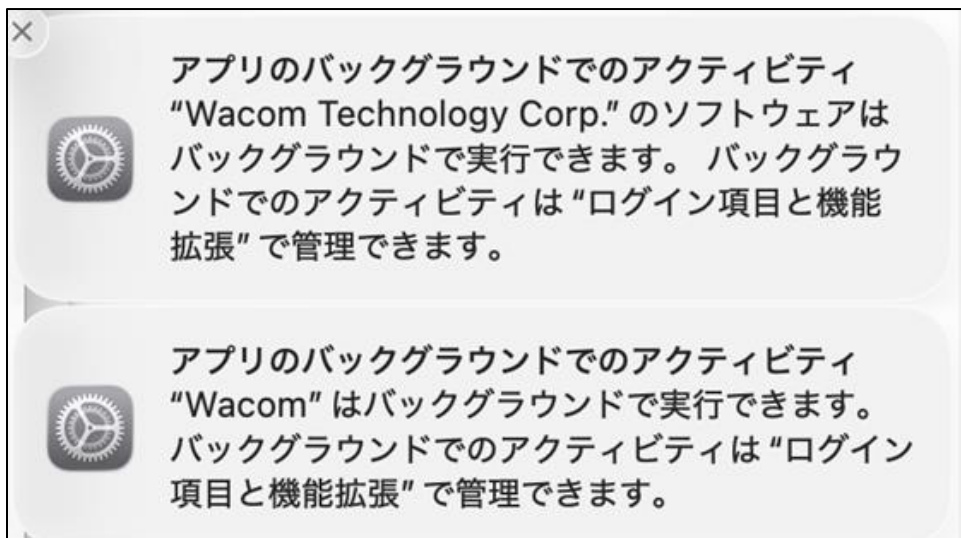 アプリのバックグラウンドでのアクティビティ
“Wacom Technology Corp.” のソフトウェアは
バックグラウンドで実行できます。 バックグラウ
ンドでのアクティビティは “ログイン項目と機能
拡張” で管理できます。
アプリのバックグラウンドでのアクティビティ
“Wacom” はバックグラウンドで実行できます。
バックグラウンドでのアクティビティは “ログイン
項目と機能拡張” で管理できます。